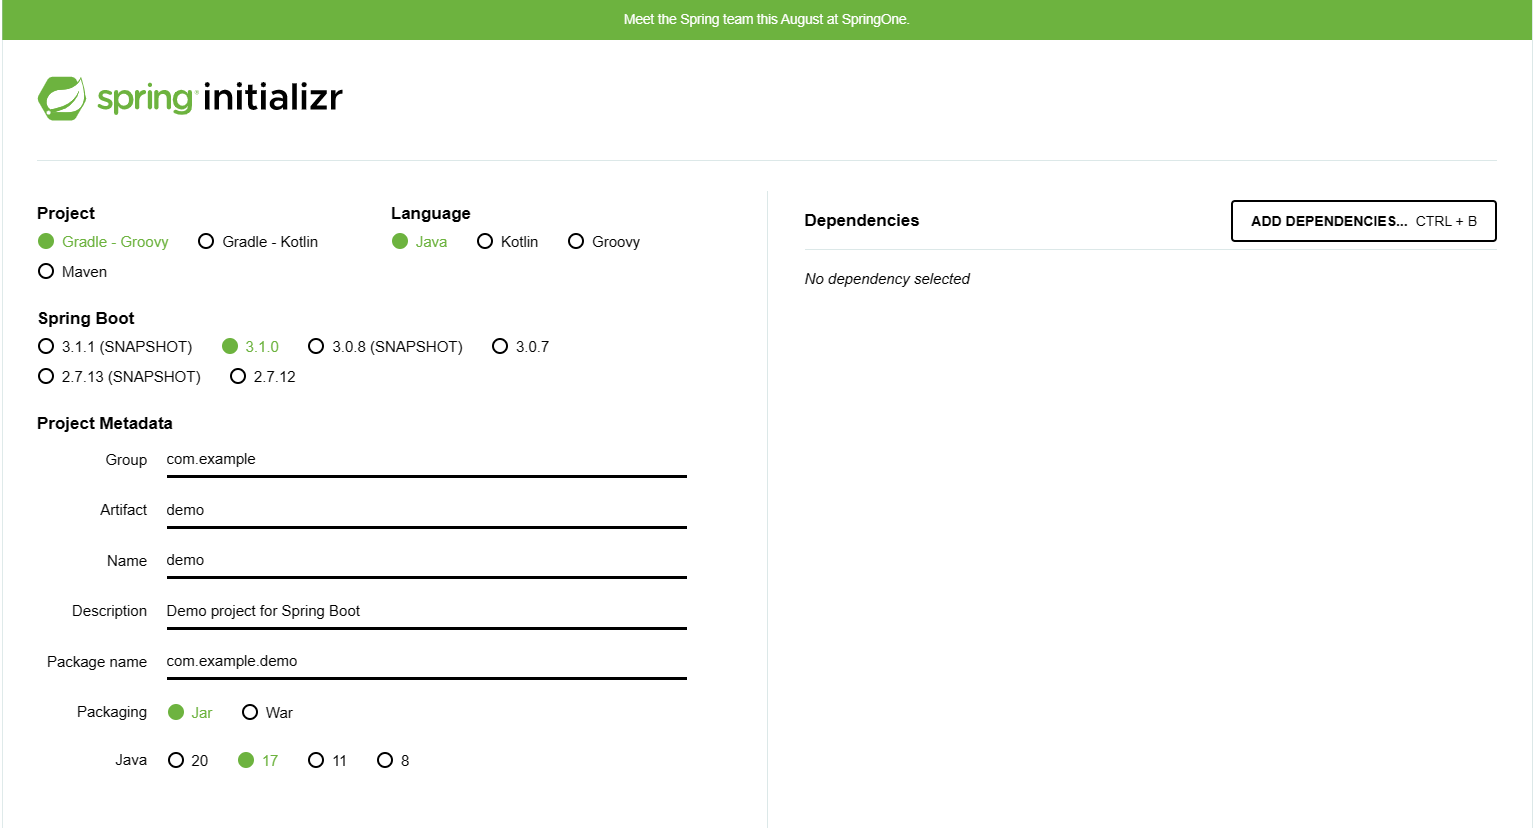 Meet the Spring team this August at SpringOne.
spring initializr
Project
Gradle - Groovy Gradle - Kotlin
Maven
Language
Java Kotlin Groovy
Spring Boot
3.1.1 (SNAPSHOT) 3.1.0 3.0.8 (SNAPSHOT) 3.0.7
2.7.13 (SNAPSHOT) 2.7.12
Project Metadata
Group com.example
Artifact demo
Name demo
Description Demo project for Spring Boot
Package name com.example.demo
Packaging Jar War
Java 20 17 11 8
Dependencies
ADD DEPENDENCIES... CTRL + B
No dependency selected